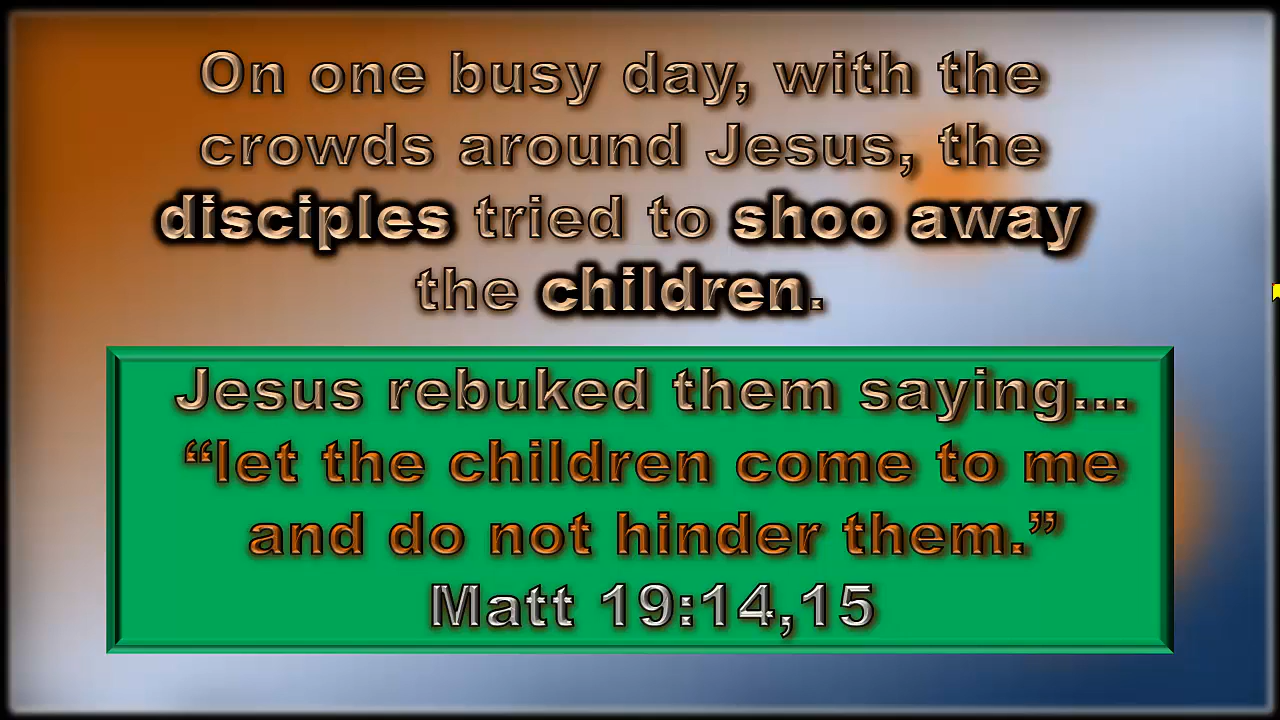 On one busy day, with the
crowds around Jesus, the
disciples tried to shoo away
the children.
Jesus rebuked them saying...
“let the children come to me
and do not hinder them.”
Matt 19:14,15